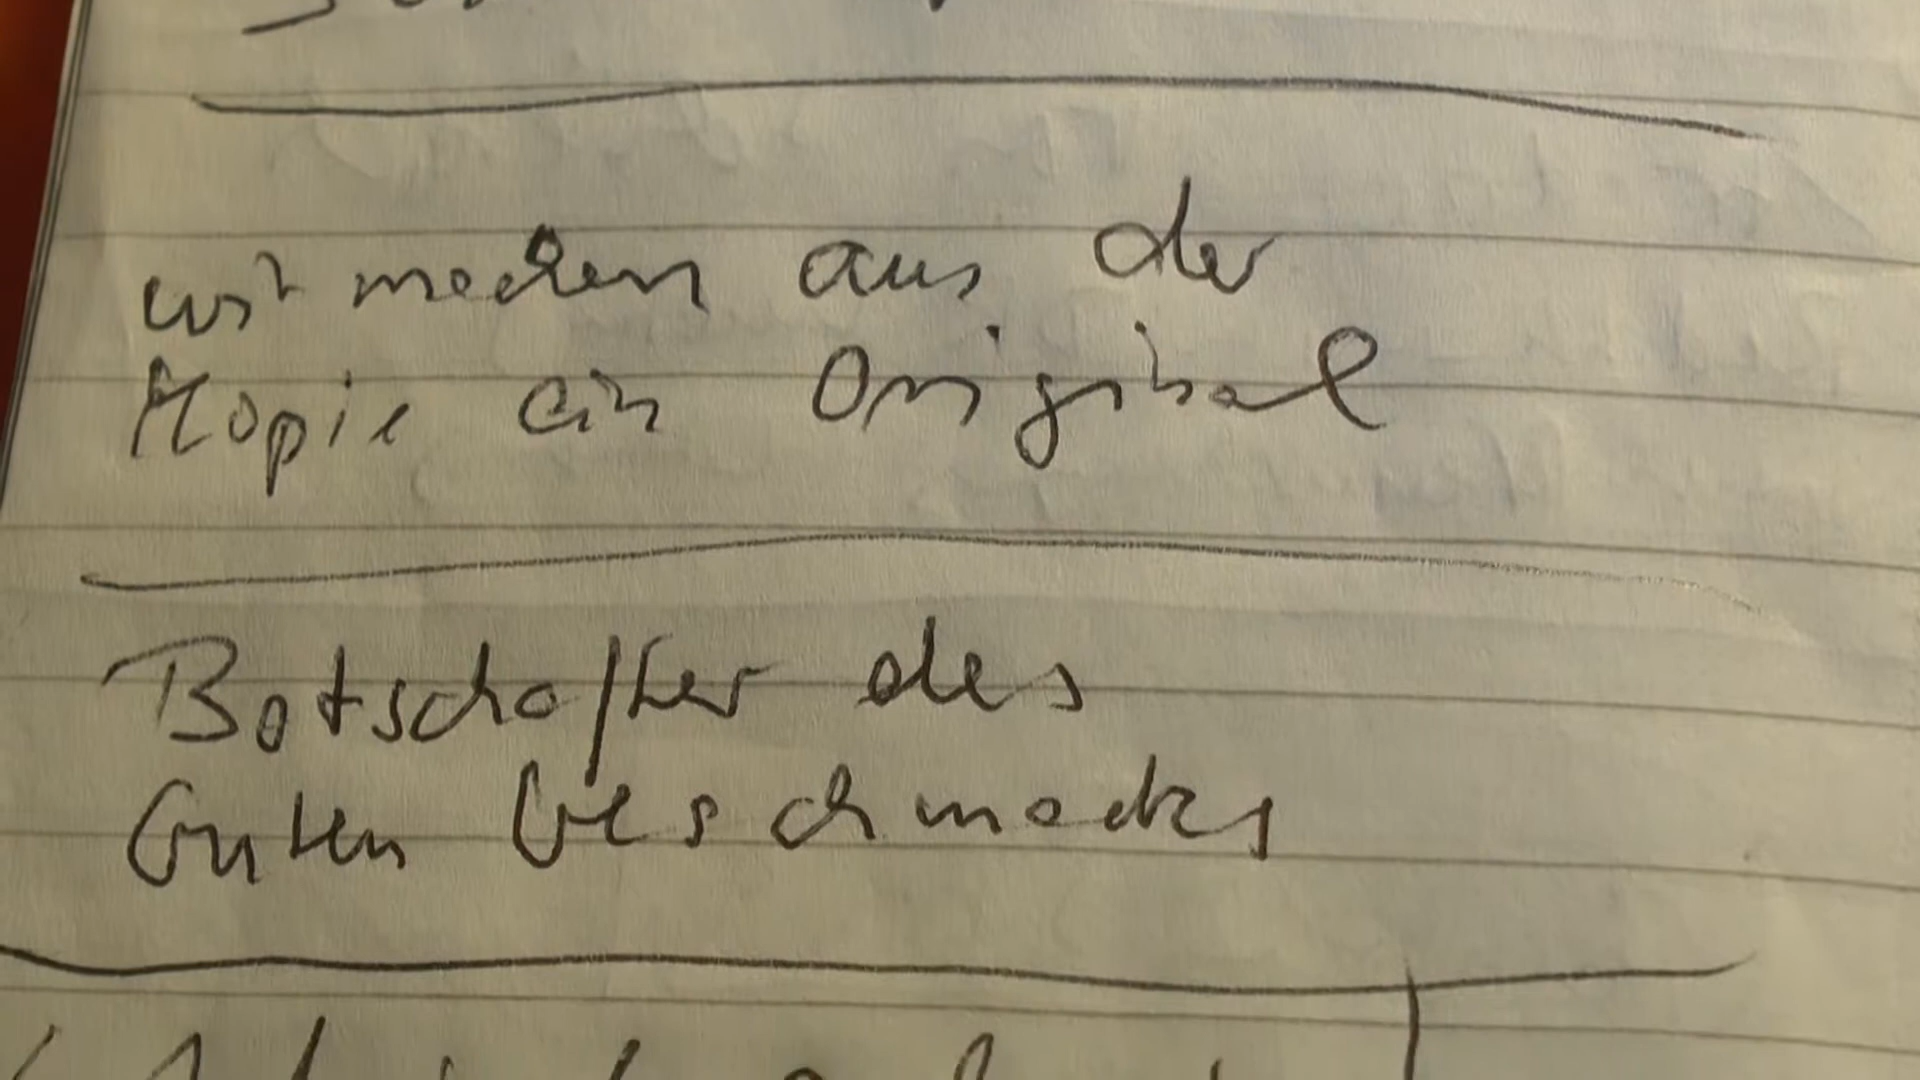 wir machen aus der
Kopie ein Original
Botschafter des
Guten Geschmacks